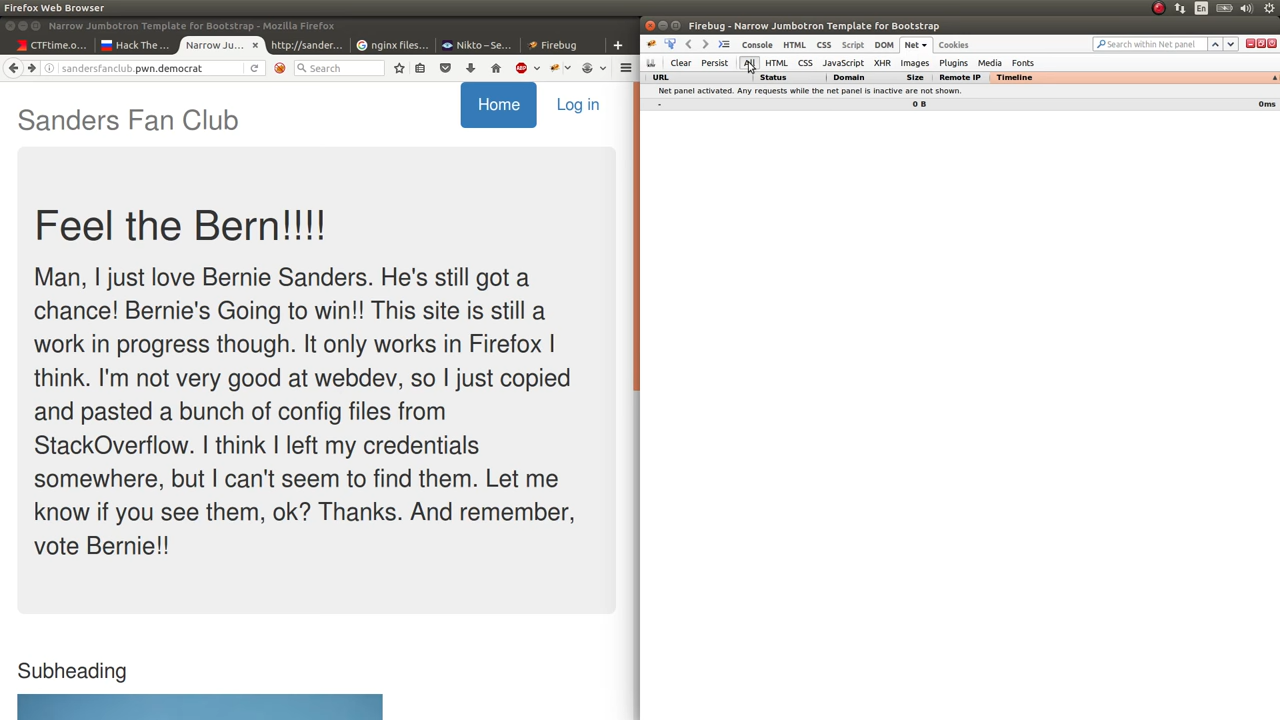 Firefox Web Browser
En
Narrow Jumbotron Template for Bootstrap - Mozilla Firefox
CTFtime.o...
Hack The ...
Narrow Ju...
http://sander...
nginx files...
Nikto – Se...
Firebug
sandersfanclub.pwn.democrat
Search
ABP
Sanders Fan Club
Home
Log in
Feel the Bern!!!!
Man, I just love Bernie Sanders. He's still got a
chance! Bernie's Going to win!! This site is still a
work in progress though. It only works in Firefox I
think. I'm not very good at webdev, so I just copied
and pasted a bunch of config files from
StackOverflow. I think I left my credentials
somewhere, but I can't seem to find them. Let me
know if you see them, ok? Thanks. And remember,
vote Bernie!!
Subheading
Firebug - Narrow Jumbotron Template for Bootstrap
Console HTML CSS Script DOM Net Cookies
Search within Net panel
Clear Persist All HTML CSS JavaScript XHR Images Plugins Media Fonts
URL Status Domain Size Remote IP Timeline
Net panel activated. Any requests while the net panel is inactive are not shown.
- 0 B 0ms